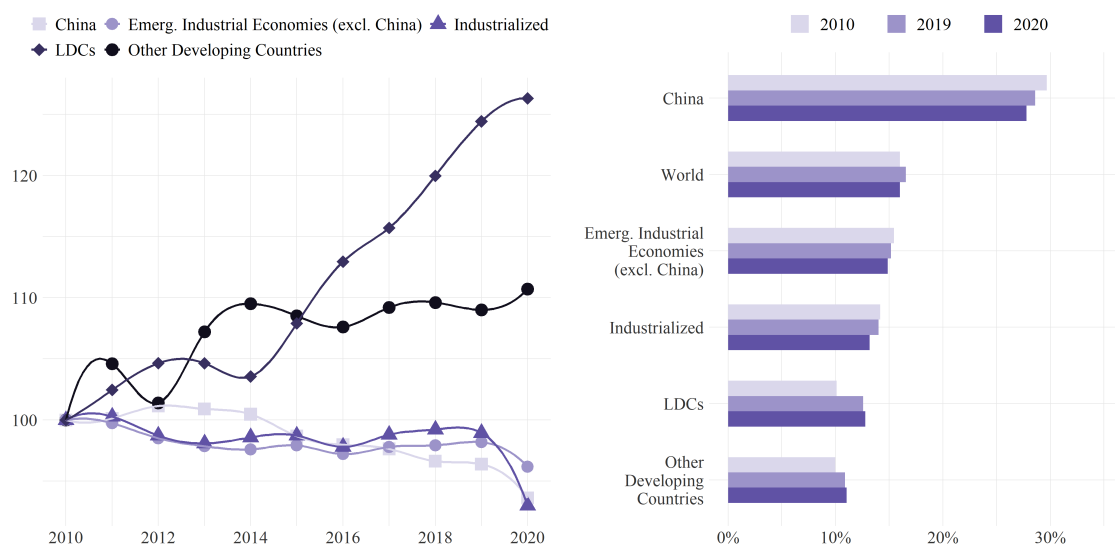 China Emerg. Industrial Economies (excl. China) Industrialized
LDCs Other Developing Countries
120
110
100
2010 2012 2014 2016 2018 2020
2010 2019 2020
China
World
Emerg. Industrial
Economies
(excl. China)
Industrialized
LDCs
Other
Developing
Countries
0% 10% 20% 30%